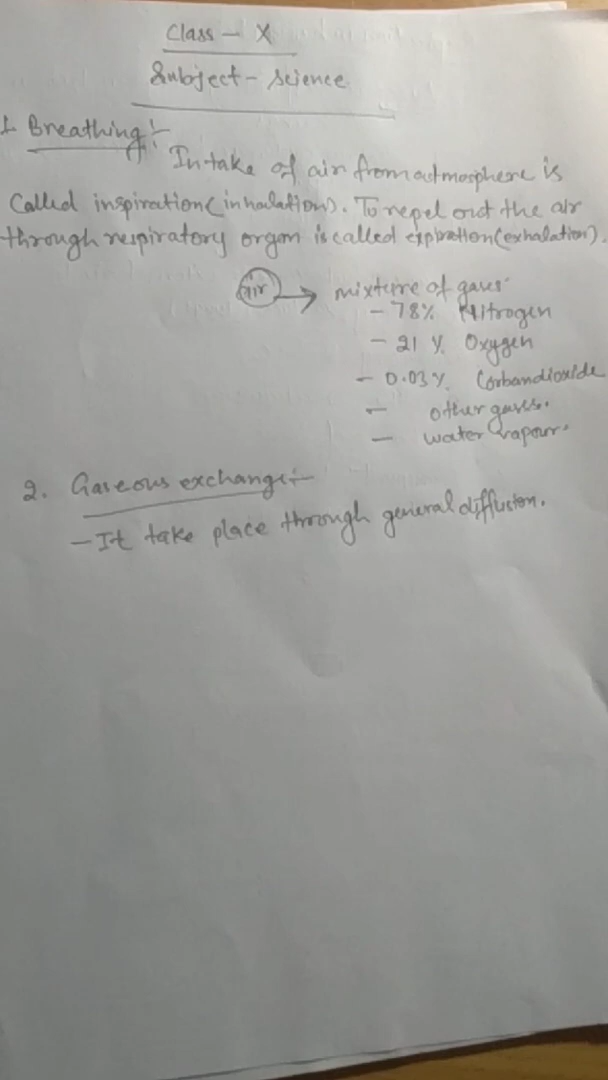 Class - X
Subject - Science
1. Breathing :-
Intake of air from atmosphere is
Called inspiration (inhalation). To repel out the air
through respiratory organ is called expiration (exhalation).
air → mixture of gases
- 78% Nitrogen
- 21 % Oxygen
- 0.03 % Carbandioxide
- other gases.
- water vapour.
2. Gaseous exchange :-
- It take place through general diffusion.